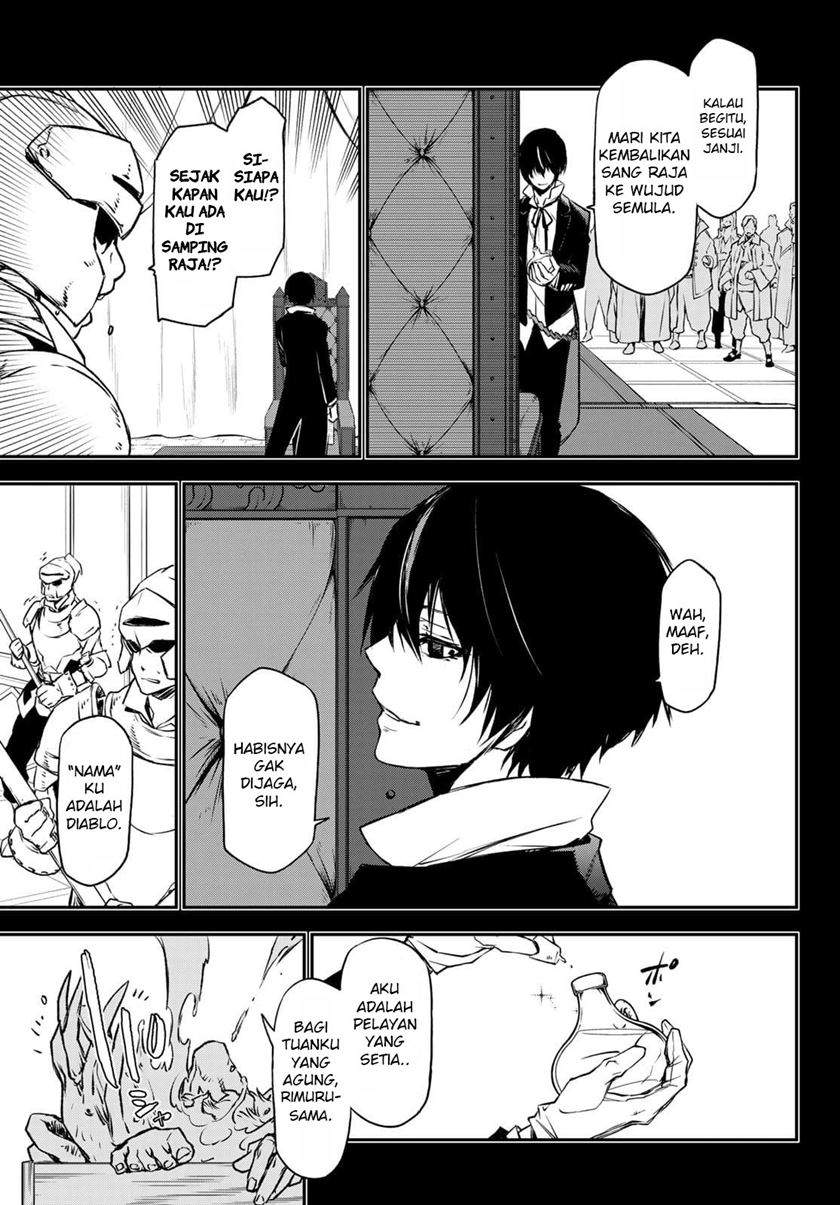 KALAU
BEGITU,
SESUAI
JANJI.
MARI KITA
KEMBALIKAN
SANG RAJA
KE WUJUD
SEMULA.
SI-
SIAPA
KAU!?
SEJAK
KAPAN
KAU ADA
DI
SAMPING
RAJA!?
WAH,
MAAF,
DEH.
HABISNYA
GAK
DIJAGA,
SIH.
"NAMA"
KU
ADALAH
DIABLO.
ポ
AKU
ADALAH
PELAYAN
YANG
SETIA..
BAGI
TUANKU
YANG
AGUNG,
RIMURU-
SAMA.